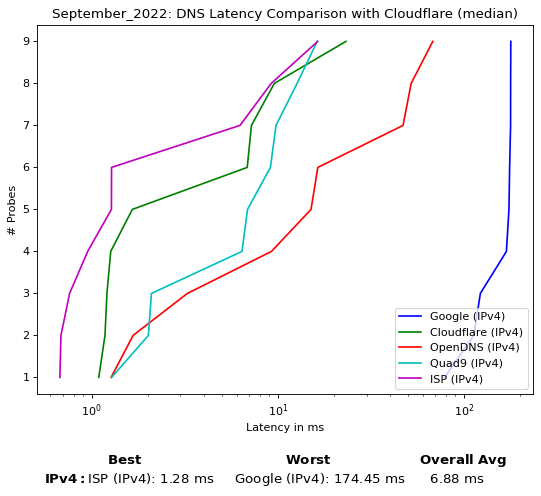 September_2022: DNS Latency Comparison with Cloudflare (median)
# Probes
9
8
7
6
5
4
3
2
1
Google (IPv4)
Cloudflare (IPv4)
OpenDNS (IPv4)
Quad9 (IPv4)
ISP (IPv4)
10⁰ 10¹ 10²
Latency in ms
Best Worst Overall Avg
IPv4: ISP (IPv4): 1.28 ms Google (IPv4): 174.45 ms 6.88 ms